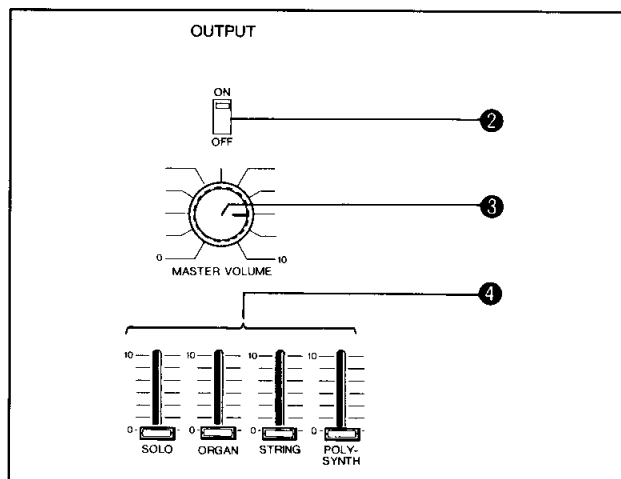 OUTPUT
ON
2
OFF
3
0 10
MASTER VOLUME
4
10 10 10 10
0 0 0 0
SOLO ORGAN STRING POLY-
SYNTH